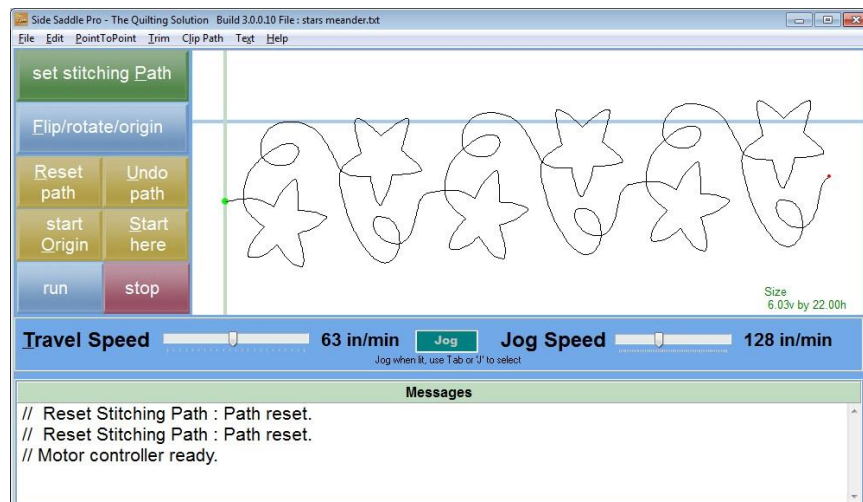 Side Saddle Pro - The Quilting Solution   Build 3.0.0.10 File : stars meander.txt
File Edit PointToPoint Trim Clip Path Text Help
set stitching Path
Flip/rotate/origin
Reset path
Undo path
start Origin
Start here
run
stop
Size
6.03v by 22.00h
Travel Speed
63 in/min
Jog
Jog Speed
128 in/min
Jog when lit, use Tab or 'J' to select
Messages
//  Reset Stitching Path : Path reset.
//  Reset Stitching Path : Path reset.
// Motor controller ready.